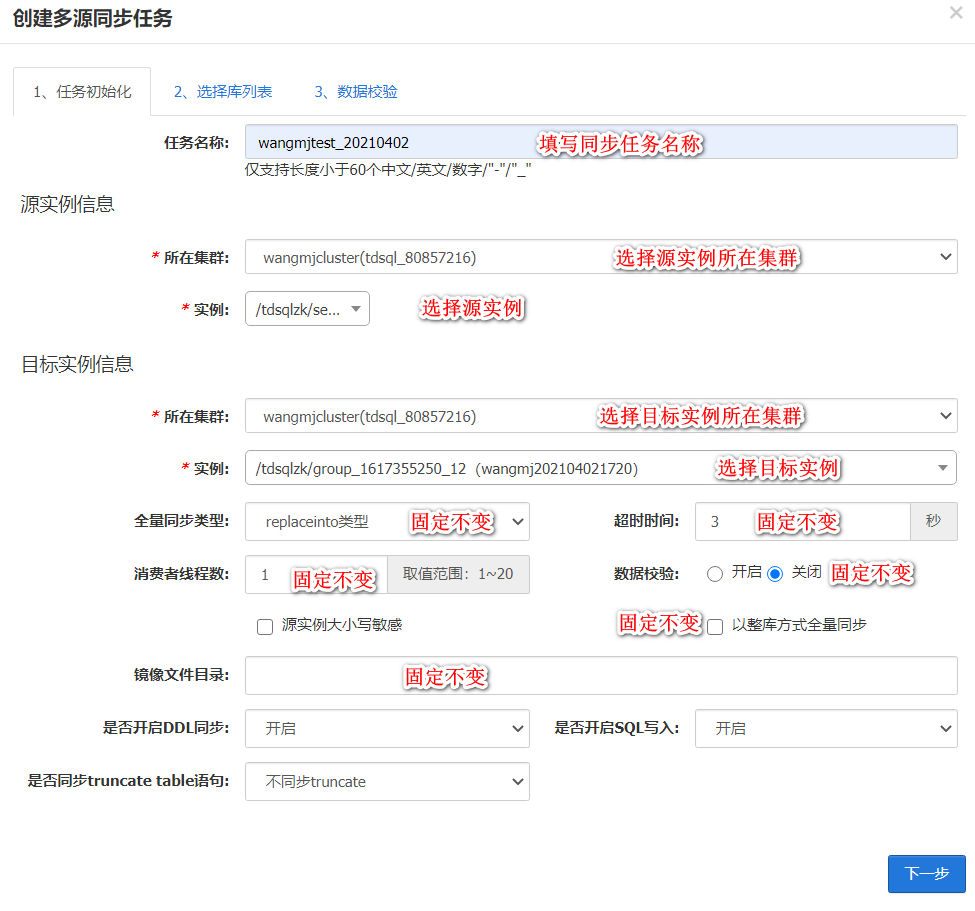 创建多源同步任务
1、任务初始化 2、选择库列表 3、数据校验
任务名称: wangmjtest_20210402 填写同步任务名称
仅支持长度小于60个中文/英文/数字/"-"/"_"
源实例信息
* 所在集群: wangmjcluster(tdsql_80857216) 选择源实例所在集群
* 实例: /tdsqlzk/se... 选择源实例
目标实例信息
* 所在集群: wangmjcluster(tdsql_80857216) 选择目标实例所在集群
* 实例: /tdsqlzk/group_1617355250_12（wangmj202104021720） 选择目标实例
全量同步类型: replaceinto类型 固定不变 超时时间: 3 固定不变 秒
消费者线程数: 1 固定不变 取值范围：1~20 数据校验: 开启 关闭 固定不变
源实例大小写敏感 固定不变 以整库方式全量同步
镜像文件目录: 固定不变
是否开启DDL同步: 开启 是否开启SQL写入: 开启
是否同步truncate table语句: 不同步truncate
下一步